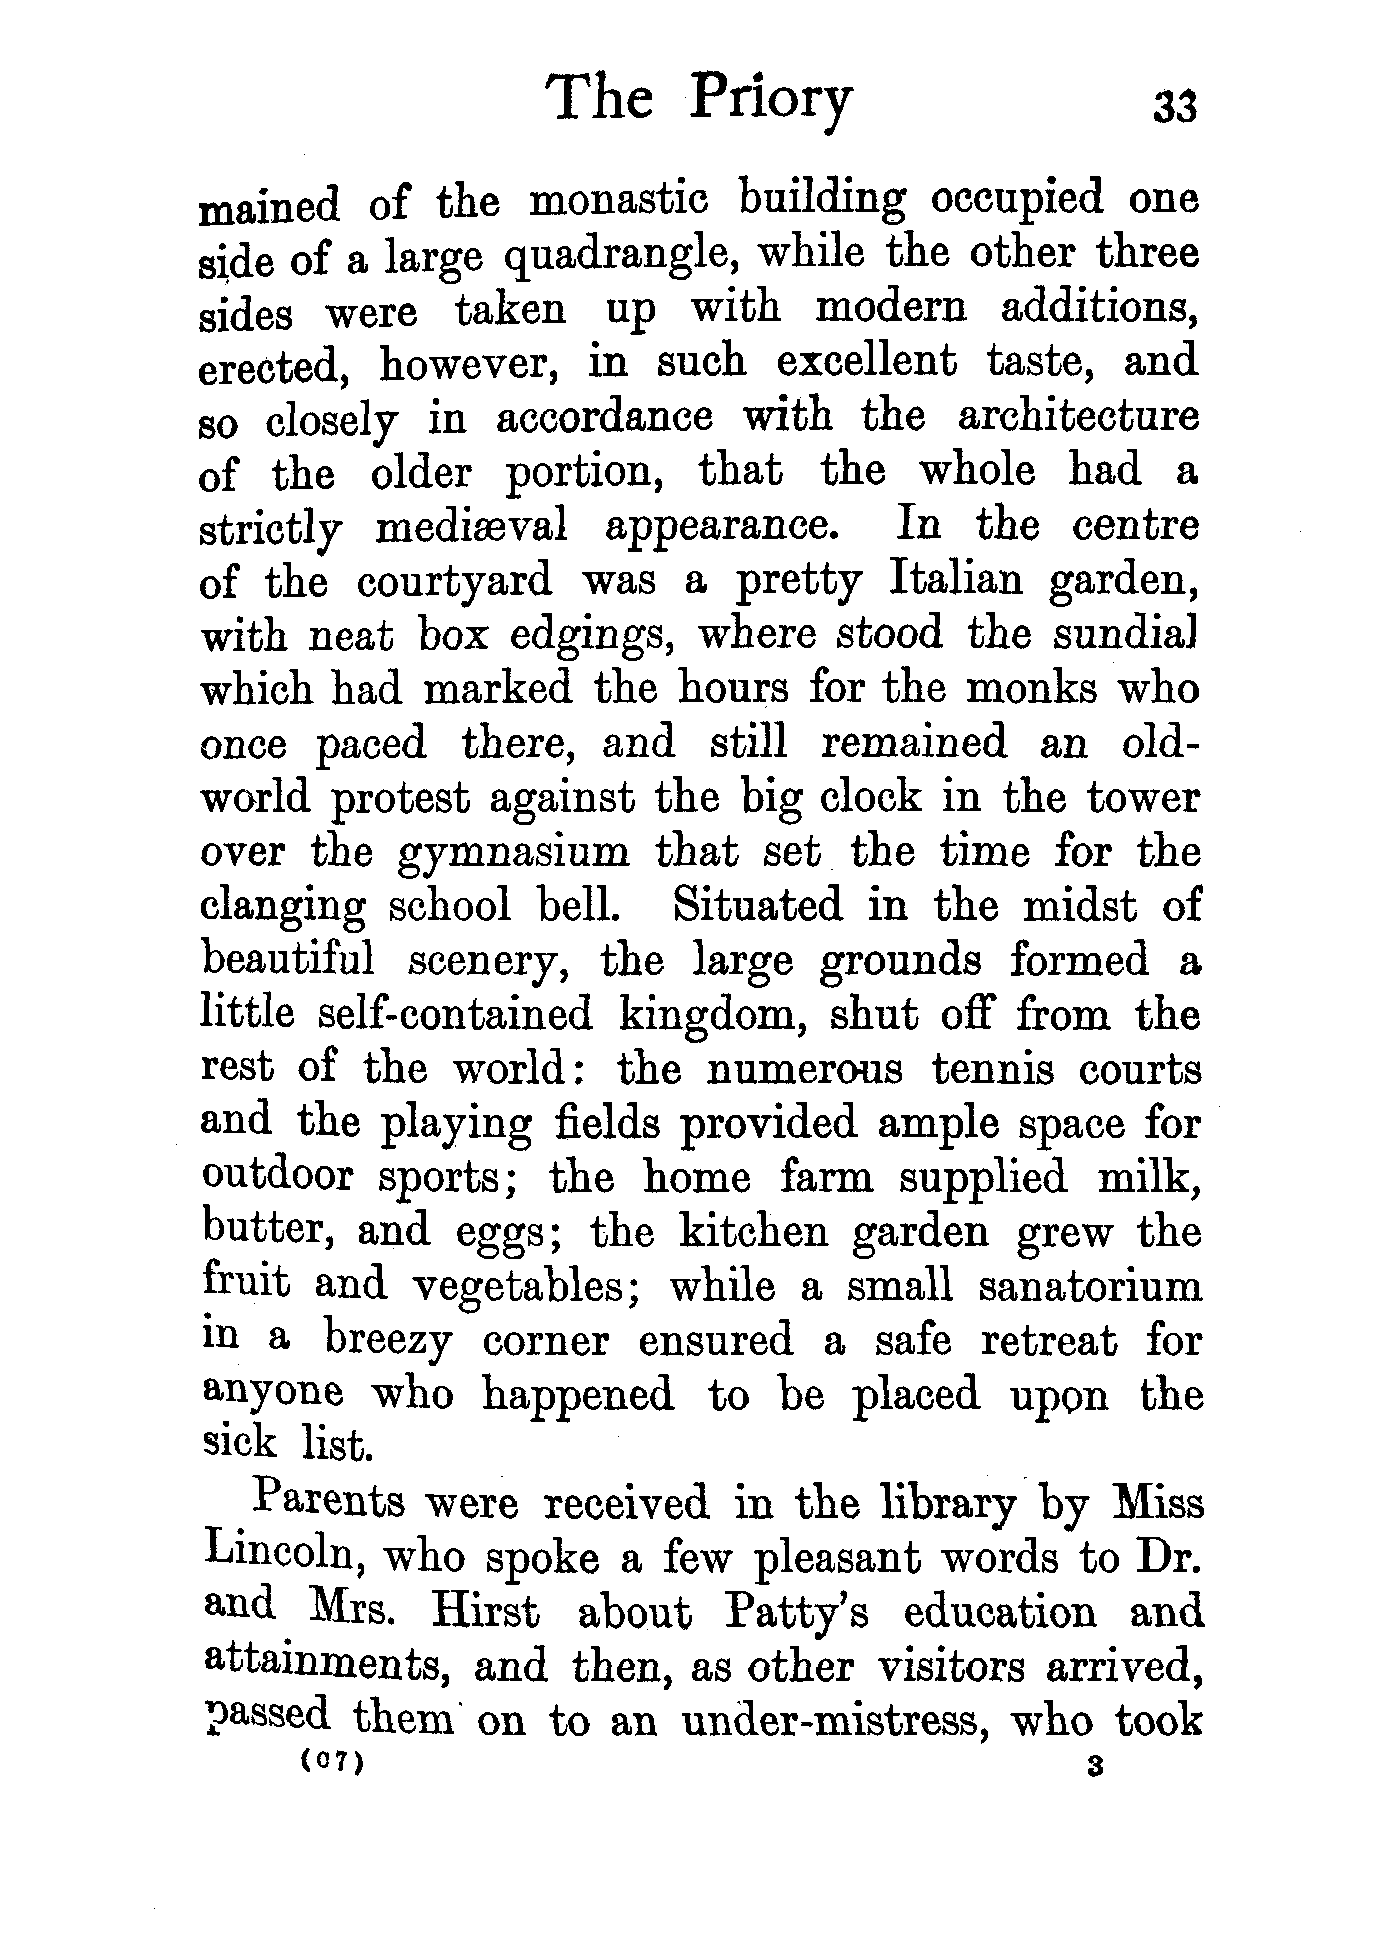 The Priory 33
mained of the monastic building occupied one
side of a large quadrangle, while the other three
sides were taken up with modern additions,
erected, however, in such excellent taste, and
so closely in accordance with the architecture
of the older portion, that the whole had a
strictly mediæval appearance. In the centre
of the courtyard was a pretty Italian garden,
with neat box edgings, where stood the sundial
which had marked the hours for the monks who
once paced there, and still remained an old-
world protest against the big clock in the tower
over the gymnasium that set the time for the
clanging school bell. Situated in the midst of
beautiful scenery, the large grounds formed a
little self-contained kingdom, shut off from the
rest of the world: the numerous tennis courts
and the playing fields provided ample space for
outdoor sports; the home farm supplied milk,
butter, and eggs; the kitchen garden grew the
fruit and vegetables; while a small sanatorium
in a breezy corner ensured a safe retreat for
anyone who happened to be placed upon the
sick list.
Parents were received in the library by Miss
Lincoln, who spoke a few pleasant words to Dr.
and Mrs. Hirst about Patty's education and
attainments, and then, as other visitors arrived,
passed them on to an under-mistress, who took
(C7) 3